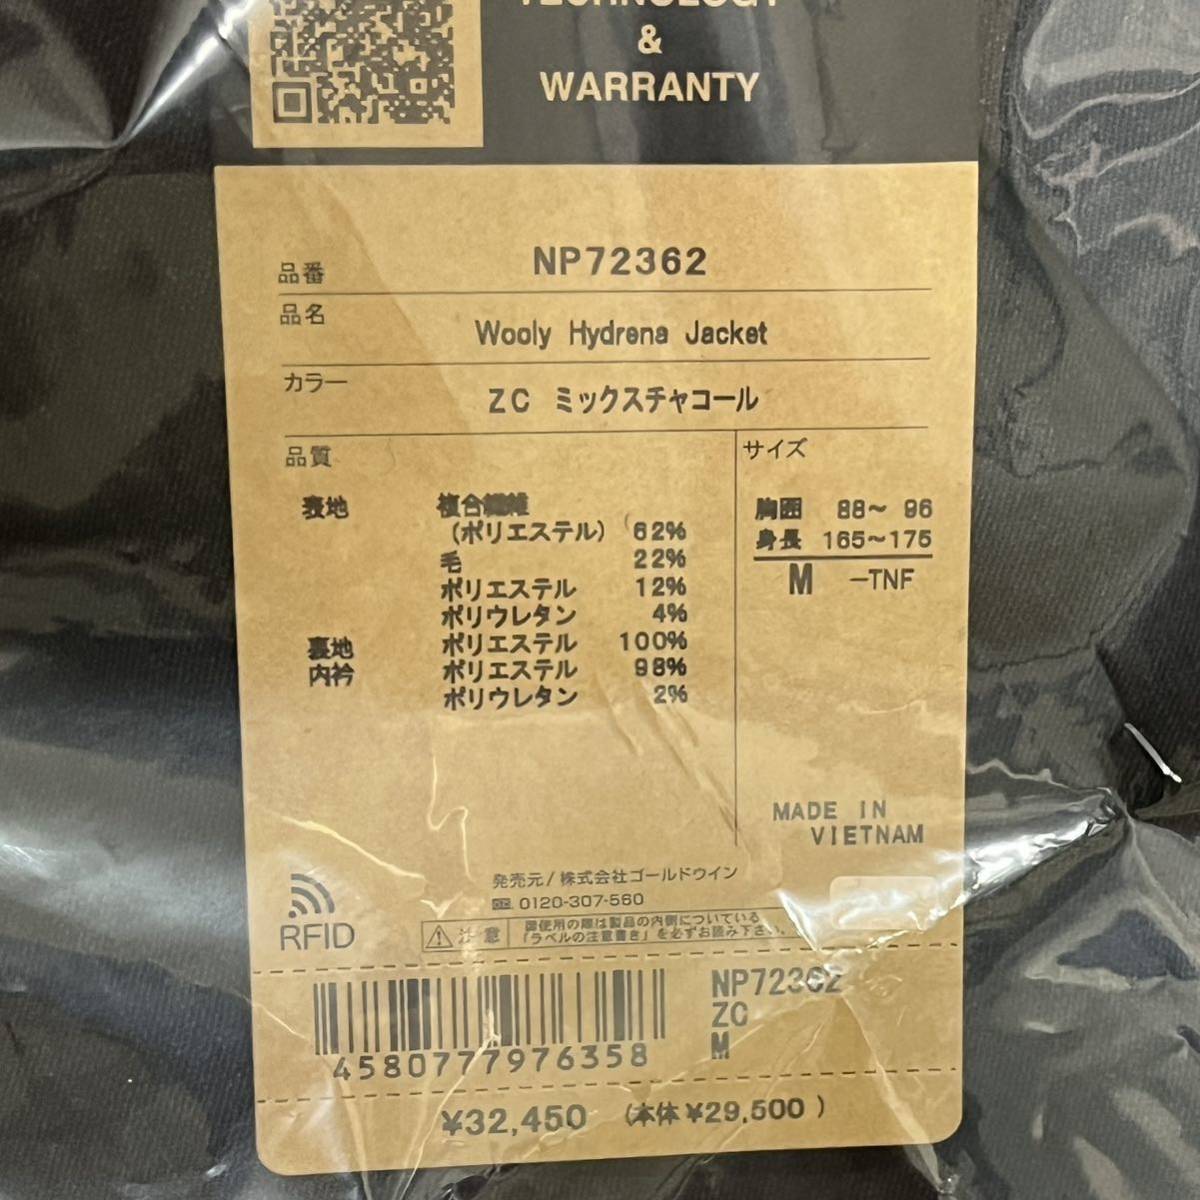 TECHNOLOGY
&
WARRANTY
品番 NP72362
品名 Wooly Hydrena Jacket
カラー ZC ミックスチャコール
品質
表地 複合繊維
(ポリエステル) 62%
毛 22%
ポリエステル 12%
ポリウレタン 4%
裏地 ポリエステル 100%
内衿 ポリエステル 98%
ポリウレタン 2%
サイズ
胸囲 88～ 96
身長 165～175
M -TNF
MADE IN
VIETNAM
発売元/株式会社ゴールドウイン
0120-307-560
RFID
注意
御使用の際は製品の内側についている
「ラベルの注意書き」を必ずお読み下さい。
4580777976358
NP72362
ZC
M
¥32,450 (本体¥29,500)